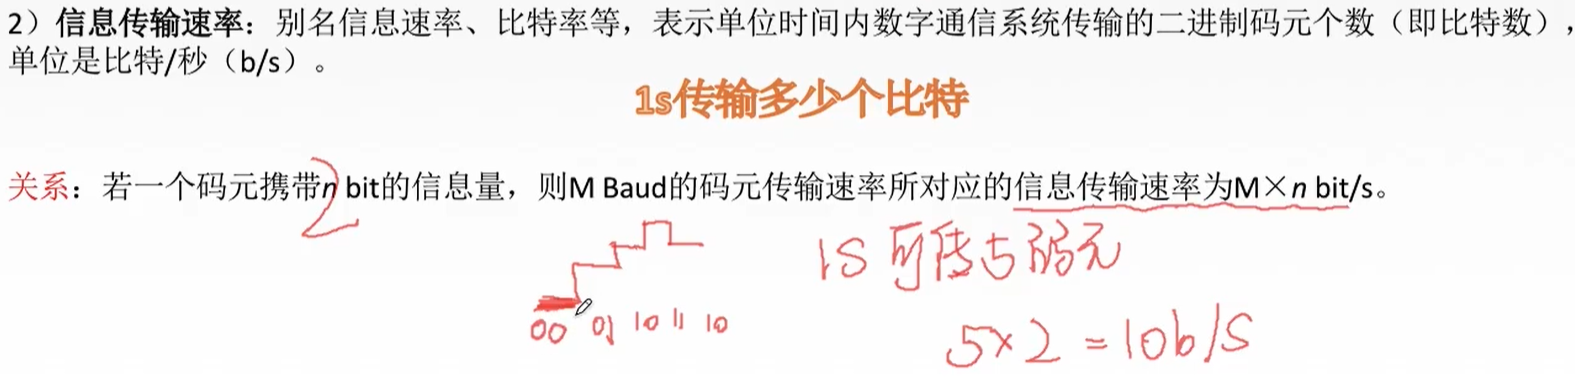 2）信息传输速率：别名信息速率、比特率等，表示单位时间内数字通信系统传输的二进制码元个数（即比特数），
单位是比特/秒（b/s）。
1s传输多少个比特
关系：若一个码元携带n bit的信息量，则M Baud的码元传输速率所对应的信息传输速率为M×n bit/s。
2
1S 可传5码元
00 01 10 11 10
5×2=10b/S